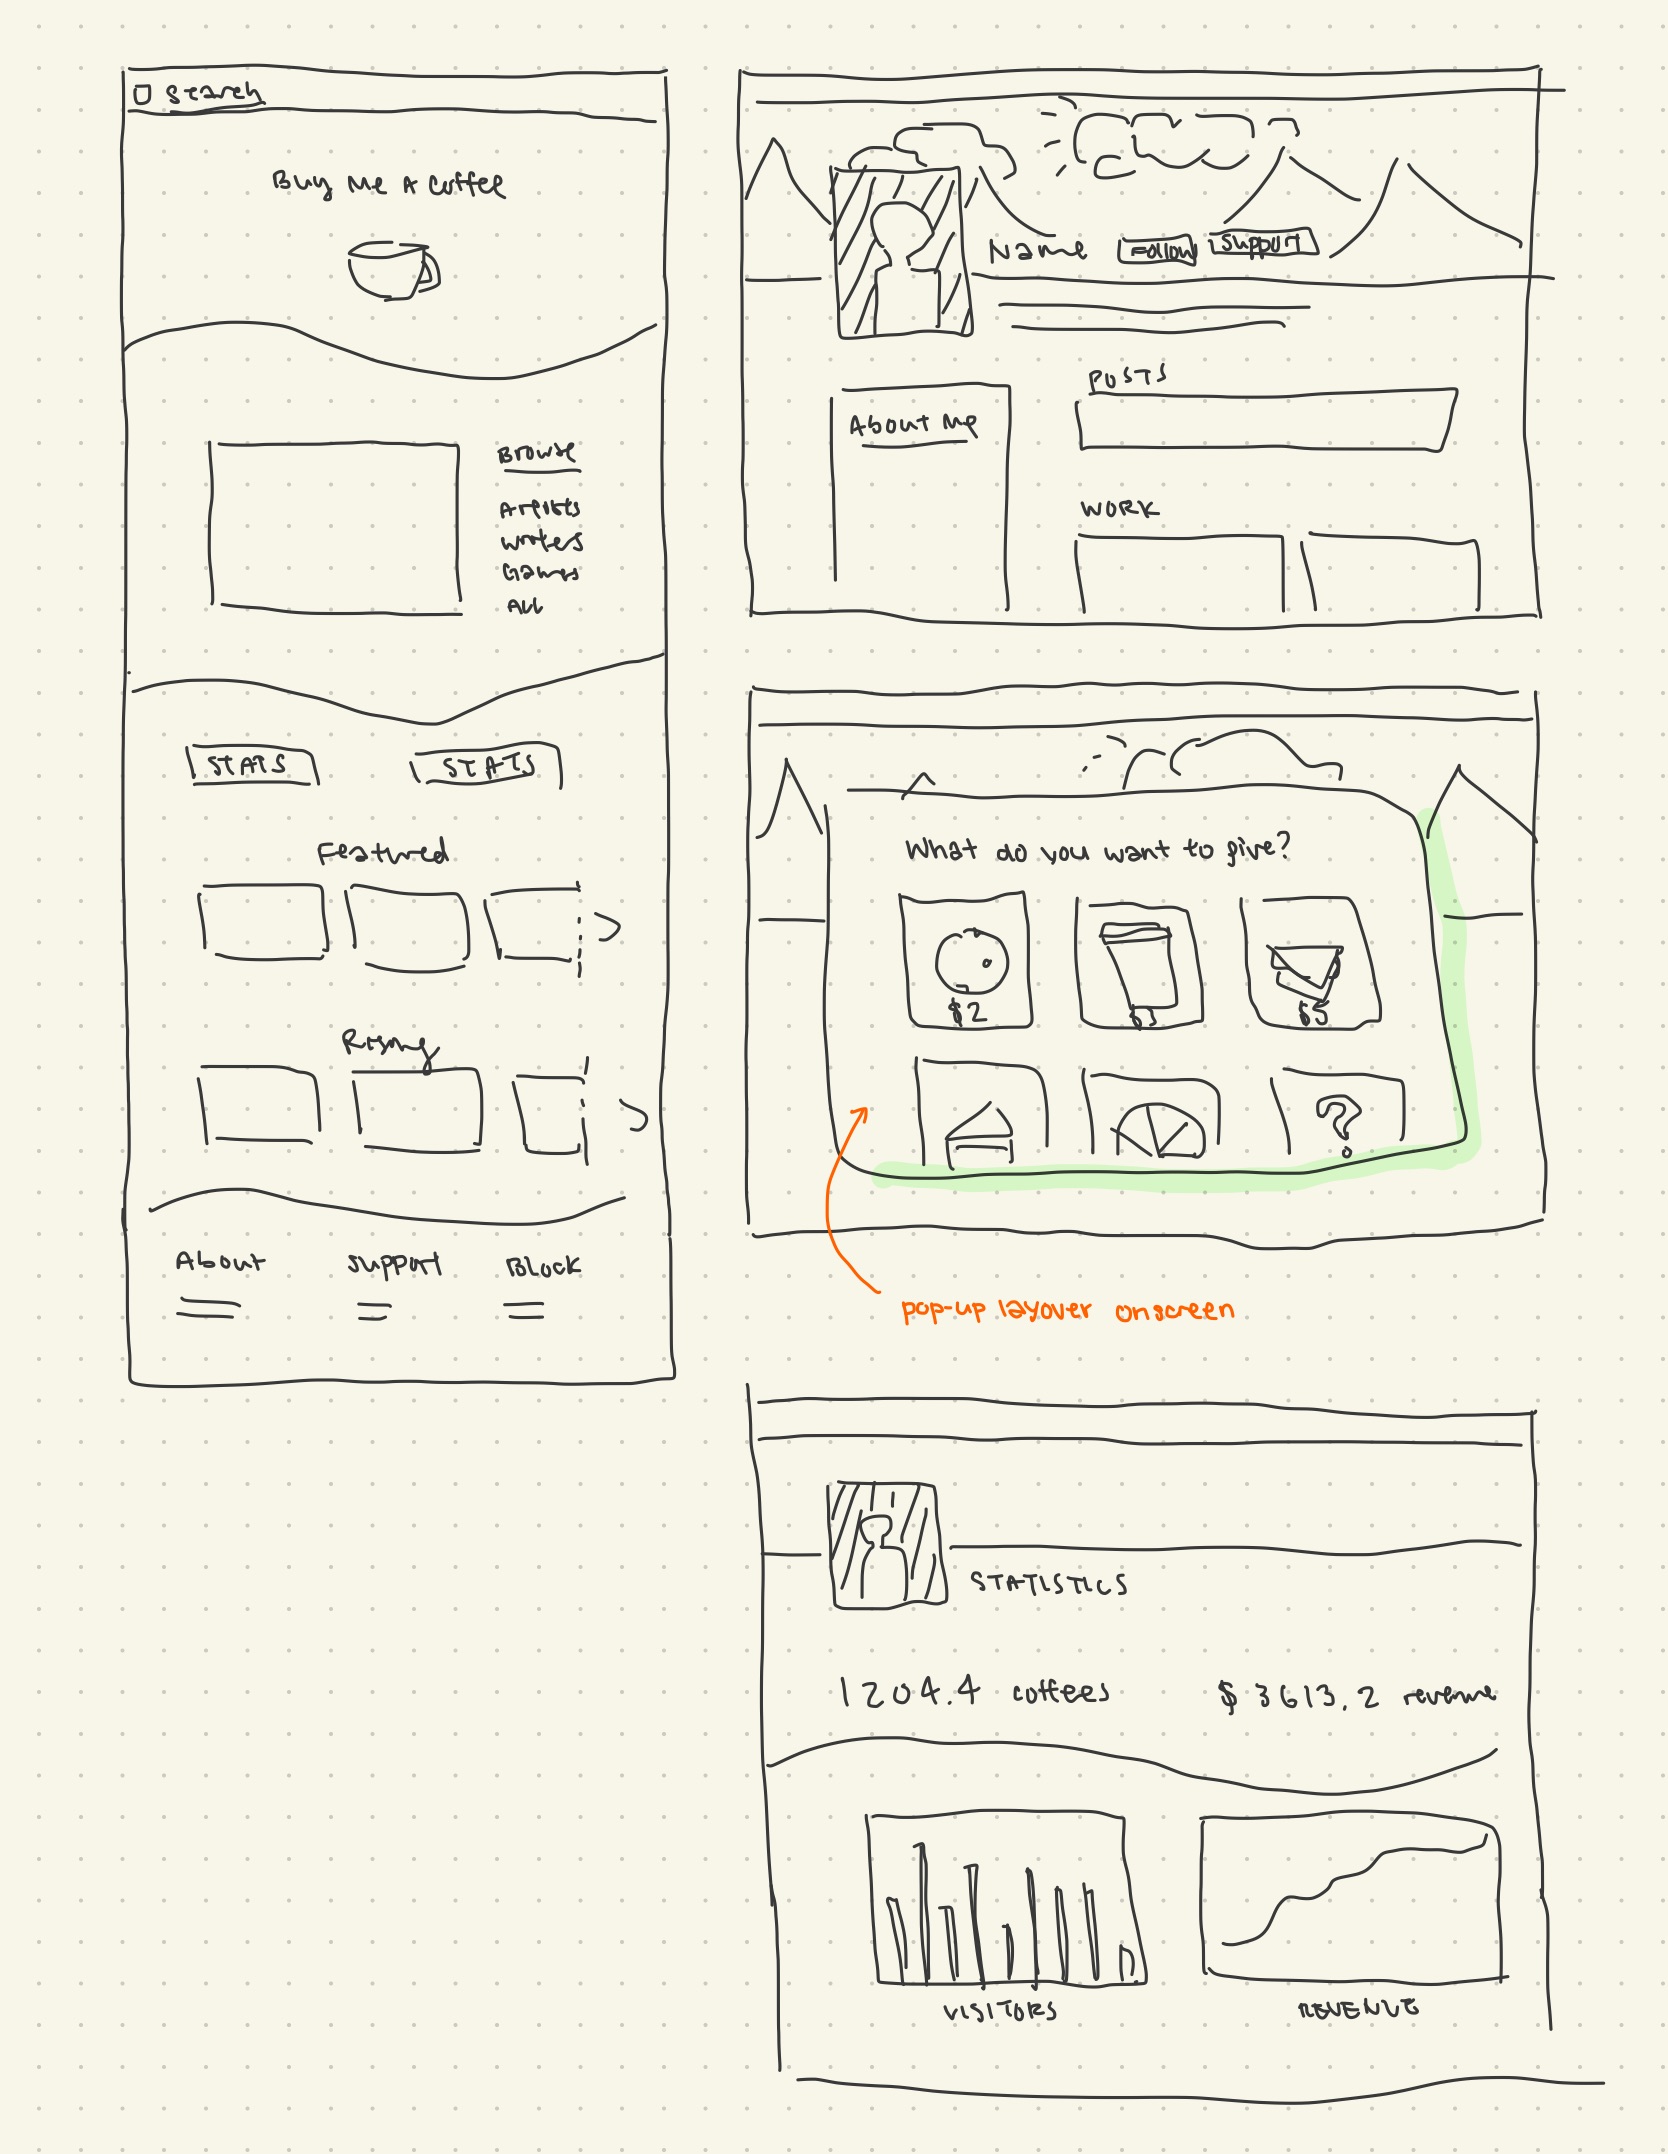 Search
Buy Me A Coffee
Browse
Artists
Writers
Games
All
STATS
STATS
Featured
Rising
About
Support
Block
Name
Follow
Support
About Me
POSTS
WORK
What do you want to give?
$2
$3
$5
?
pop-up layover onscreen
STATISTICS
1204.4 coffees
$3613.2 revenue
VISITORS
REVENUE